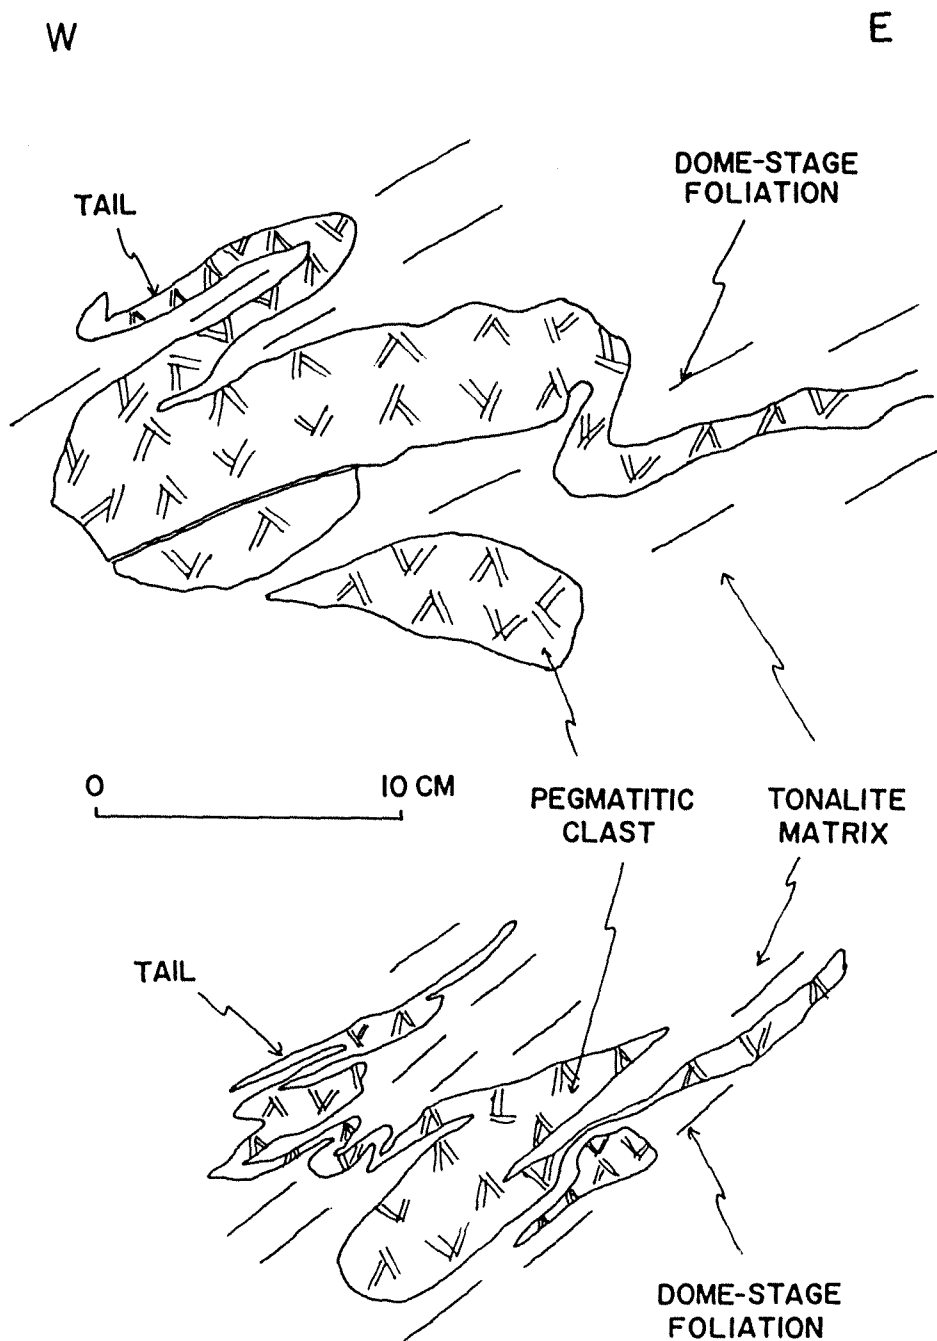 W
E
DOME-STAGE
FOLIATION
TAIL
0
10 CM
PEGMATITIC
CLAST
TONALITE
MATRIX
TAIL
DOME-STAGE
FOLIATION